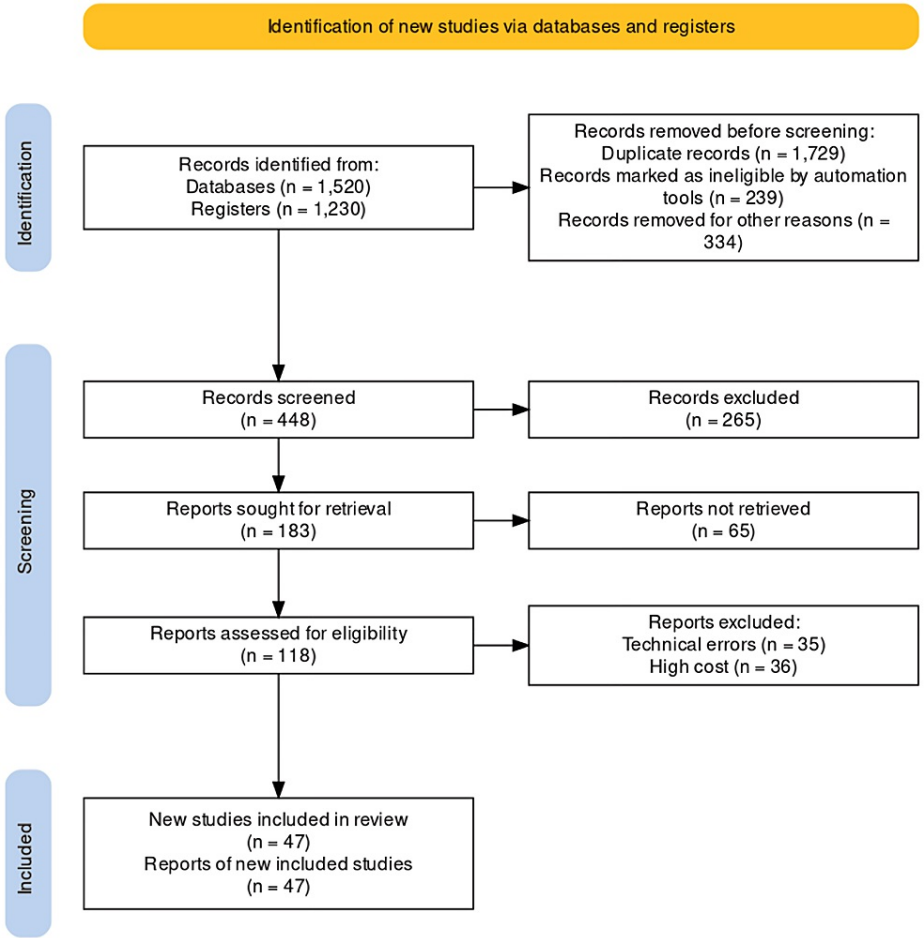 Identification of new studies via databases and registers
Identification
Records identified from:
Databases (n = 1,520)
Registers (n = 1,230)
Records removed before screening:
Duplicate records (n = 1,729)
Records marked as ineligible by automation
tools (n = 239)
Records removed for other reasons (n =
334)
Screening
Records screened
(n = 448)
Records excluded
(n = 265)
Reports sought for retrieval
(n = 183)
Reports not retrieved
(n = 65)
Reports assessed for eligibility
(n = 118)
Reports excluded:
Technical errors (n = 35)
High cost (n = 36)
Included
New studies included in review
(n = 47)
Reports of new included studies
(n = 47)